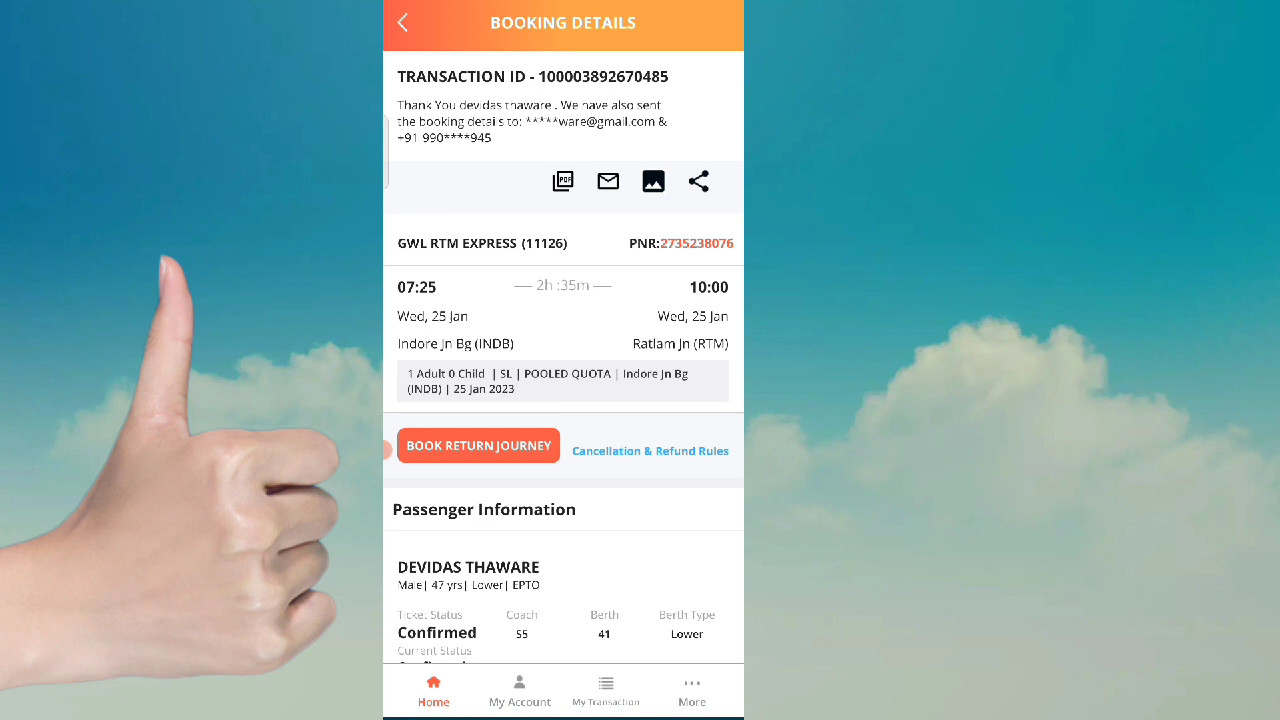 BOOKING DETAILS
TRANSACTION ID - 100003892670485
Thank You devidas thaware . We have also sent
the booking details to: *****ware@gmail.com &
+91 990****945
PDF
GWL RTM EXPRESS (11126) PNR:2735238076
07:25 2h :35m 10:00
Wed, 25 Jan Wed, 25 Jan
Indore Jn Bg (INDB) Ratlam Jn (RTM)
1 Adult 0 Child | SL | POOLED QUOTA | Indore Jn Bg
(INDB) | 25 Jan 2023
BOOK RETURN JOURNEY Cancellation & Refund Rules
Passenger Information
DEVIDAS THAWARE
Male| 47 yrs| Lower| EPTO
Ticket Status Coach Berth Berth Type
Confirmed S5 41 Lower
Current Status
Home My Account My Transaction More